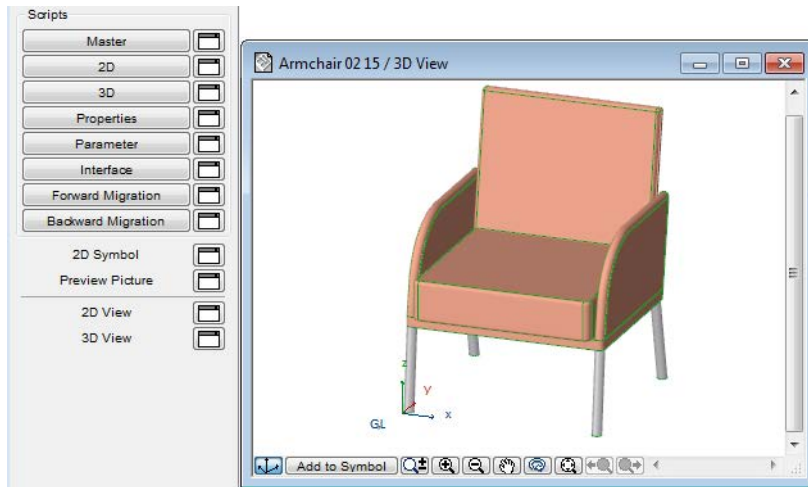 Scripts
Master
2D
3D
Properties
Parameter
Interface
Forward Migration
Backward Migration
2D Symbol
Preview Picture
2D View
3D View
Armchair 02 15 / 3D View
z
y
x
G,L
Add to Symbol